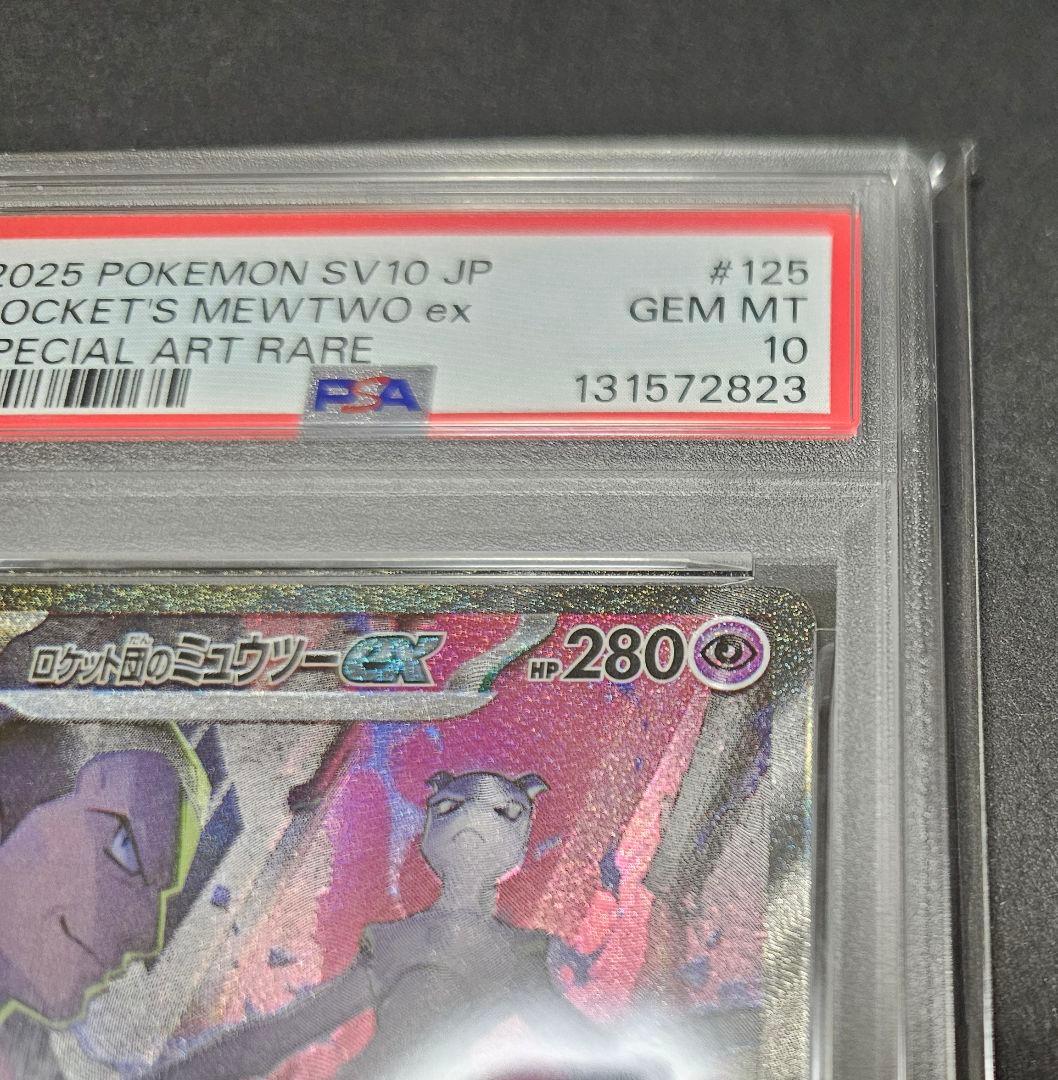 2025 POKEMON SV10 JP #125
OCKET'S MEWTWO ex GEM MT
PECIAL ART RARE 10
PSA 131572823
ロケット団のミュウツーex HP280